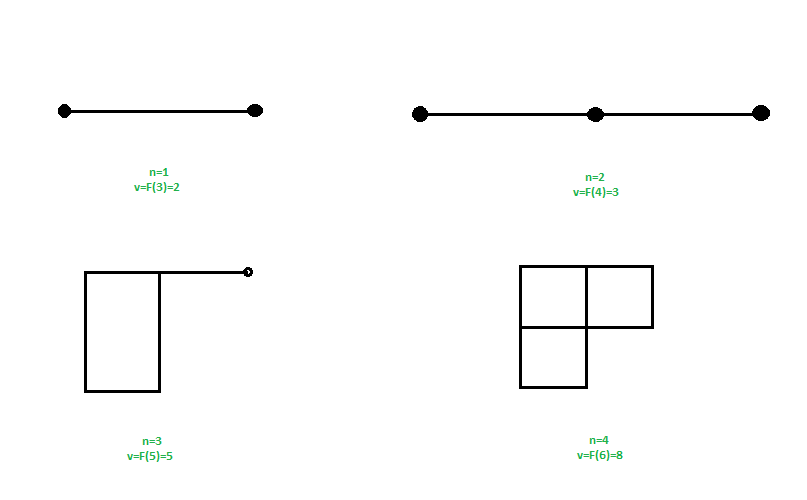 n=1
v=F(3)=2
n=2
v=F(4)=3
n=3
v=F(5)=5
n=4
v=F(6)=8